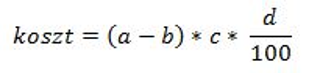 koszt = (a − b) * c * d/100